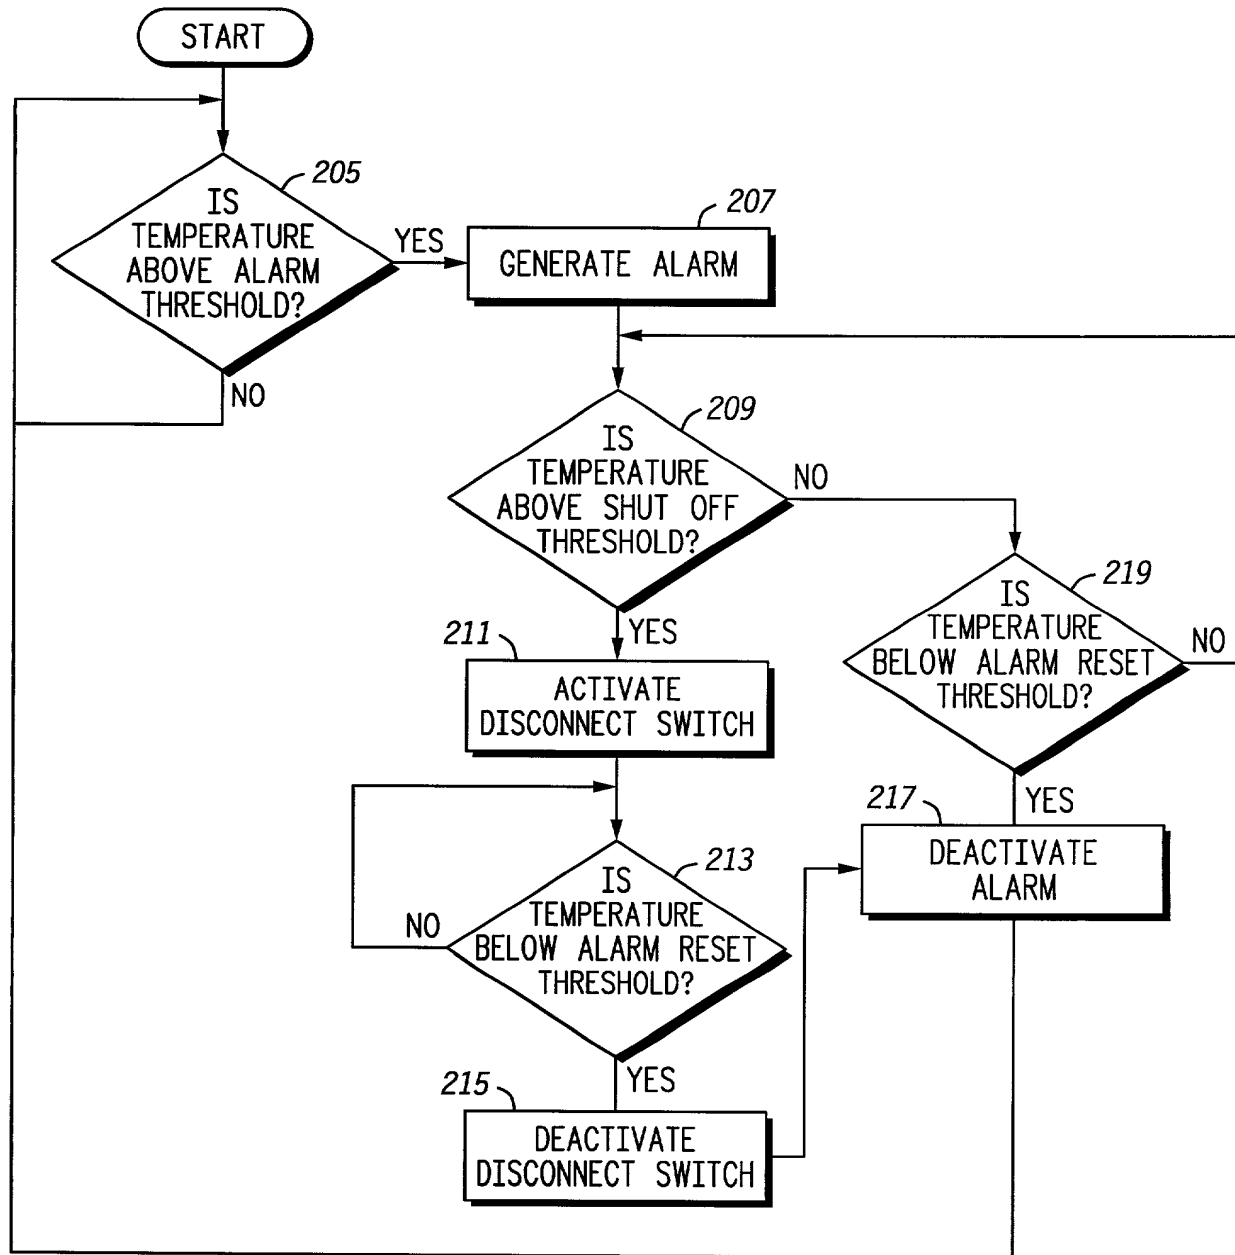 START
205
IS
TEMPERATURE
ABOVE ALARM
THRESHOLD?
YES
NO
207
GENERATE ALARM
209
IS
TEMPERATURE
ABOVE SHUT OFF
THRESHOLD?
NO
YES
219
IS
TEMPERATURE
BELOW ALARM RESET
THRESHOLD?
NO
YES
211
ACTIVATE
DISCONNECT SWITCH
213
IS
TEMPERATURE
BELOW ALARM RESET
THRESHOLD?
NO
YES
217
DEACTIVATE
ALARM
215
DEACTIVATE
DISCONNECT SWITCH